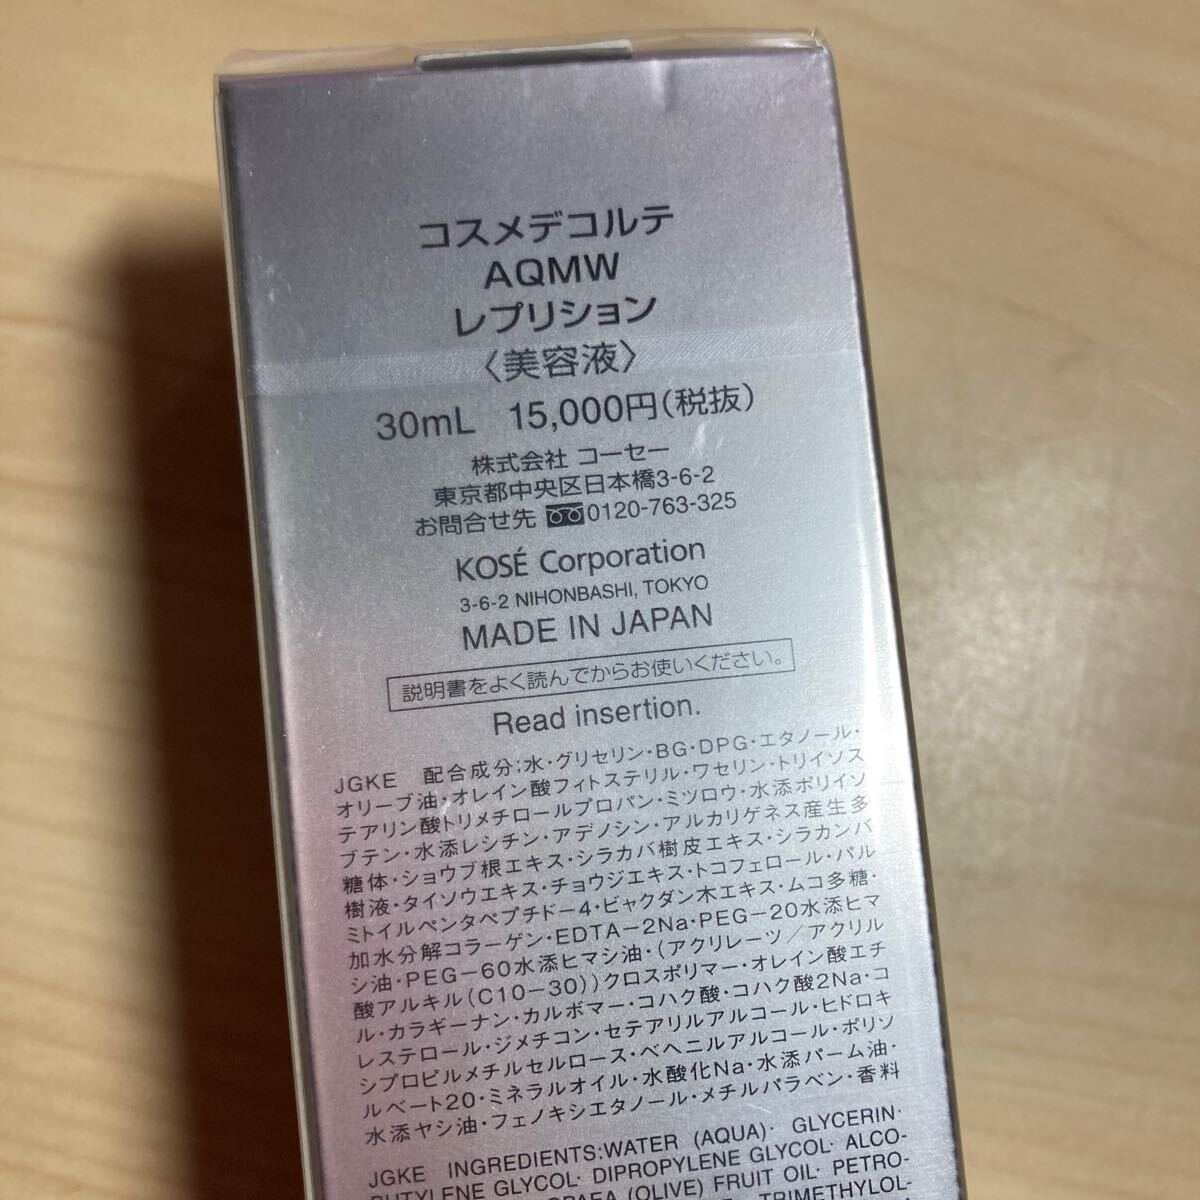 コスメデコルテ
AQMW
レプリション
〈美容液〉
30mL 15,000円(税抜)
株式会社 コーセー
東京都中央区日本橋3-6-2
お問合せ先 0120-763-325
KOSÉ Corporation
3-6-2 NIHONBASHI, TOKYO
MADE IN JAPAN
説明書をよく読んでからお使いください。
Read insertion.
JGKE 配合成分;水・グリセリン・BG・DPG・エタノール・
オリーブ油・オレイン酸フィトステリル・ワセリン・トリイソス
テアリン酸トリメチロールプロパン・ミツロウ・水添ポリイソ
ブテン・水添レシチン・アデノシン・アルカリゲネス産生多
糖体・ショウブ根エキス・シラカバ樹皮エキス・シラカンバ
樹液・タイソウエキス・チョウジエキス・トコフェロール・パル
ミトイルペンタペプチド-4・ビャクダン木エキス・ムコ多糖・
加水分解コラーゲン・EDTA-2Na・PEG-20水添ヒマ
シ油・PEG-60水添ヒマシ油・(アクリレーツ/アクリル
酸アルキル(C10-30))クロスポリマー・オレイン酸エチ
ル・カラギーナン・カルボマー・コハク酸・コハク酸2Na・コ
レステロール・ジメチコン・セテアリルアルコール・ヒドロキ
シプロピルメチルセルロース・ベヘニルアルコール・ポリソ
ルベート20・ミネラルオイル・水酸化Na・水添パーム油・
水添ヤシ油・フェノキシエタノール・メチルパラベン・香料
JGKE INGREDIENTS:WATER (AQUA)· GLYCERIN·
BUTYLENE GLYCOL· DIPROPYLENE GLYCOL· ALCO-
(OLIVE) FRUIT OIL· PETRO-
TRIMETHYLOL-